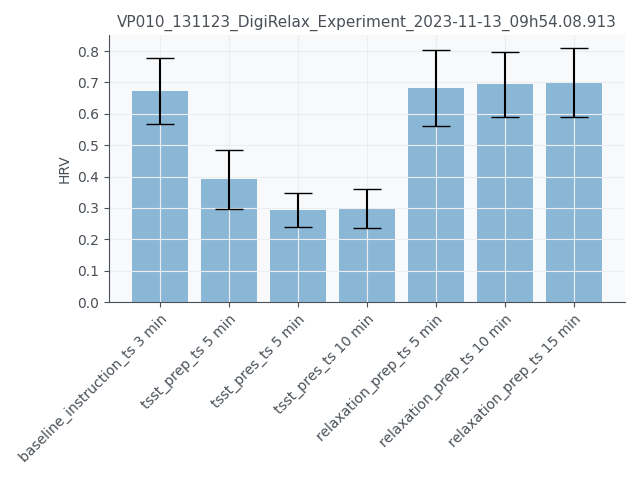 VP010_131123_DigiRelax_Experiment_2023-11-13_09h54.08.913
HRV
0.8
0.7
0.6
0.5
0.4
0.3
0.2
0.1
0.0
baseline_instruction_ts 3 min
tsst_prep_ts 5 min
tsst_pres_ts 5 min
tsst_pres_ts 10 min
relaxation_prep_ts 5 min
relaxation_prep_ts 10 min
relaxation_prep_ts 15 min